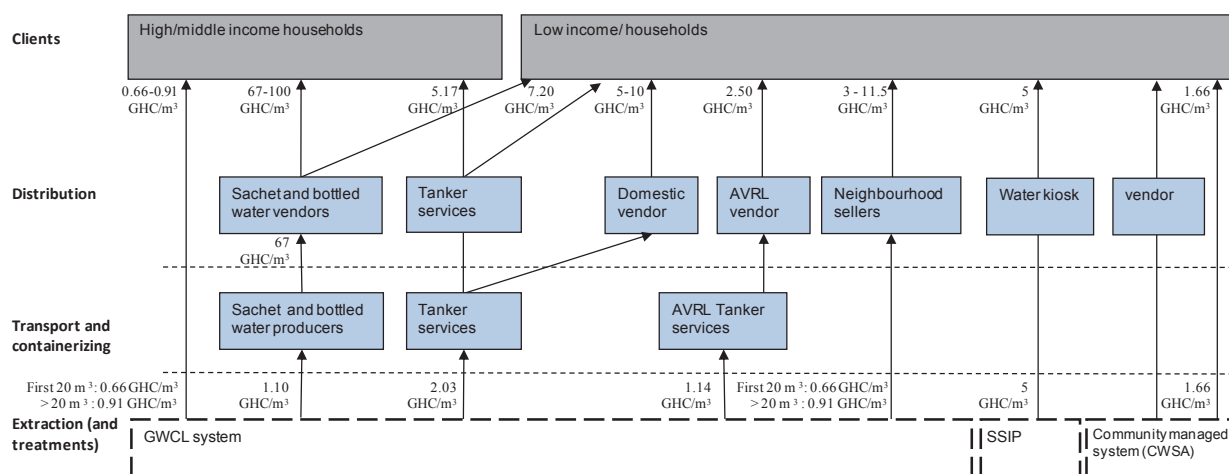 Clients
High/middle income households
Low income/ households
0.66-0.91
GHC/m³
67-100
GHC/m³
5.17
GHC/m³
7.20
GHC/m³
5-10
GHC/m³
2.50
GHC/m³
3 - 11.5
GHC/m³
5
GHC/m³
1.66
GHC/m³
Distribution
Sachet and bottled
water vendors
Tanker
services
Domestic
vendor
AVRL
vendor
Neighbourhood
sellers
Water kiosk
vendor
67
GHC/m³
Transport and
containerizing
Sachet and bottled
water producers
Tanker
services
AVRL Tanker
services
First 20 m³: 0.66 GHC/m³
> 20 m³: 0.91 GHC/m³
1.10
GHC/m³
2.03
GHC/m³
1.14
GHC/m³
First 20 m³: 0.66 GHC/m³
> 20 m³: 0.91 GHC/m³
5
GHC/m³
1.66
GHC/m³
Extraction (and
treatments)
GWCL system
SSIP
Community managed
system (CWSA)